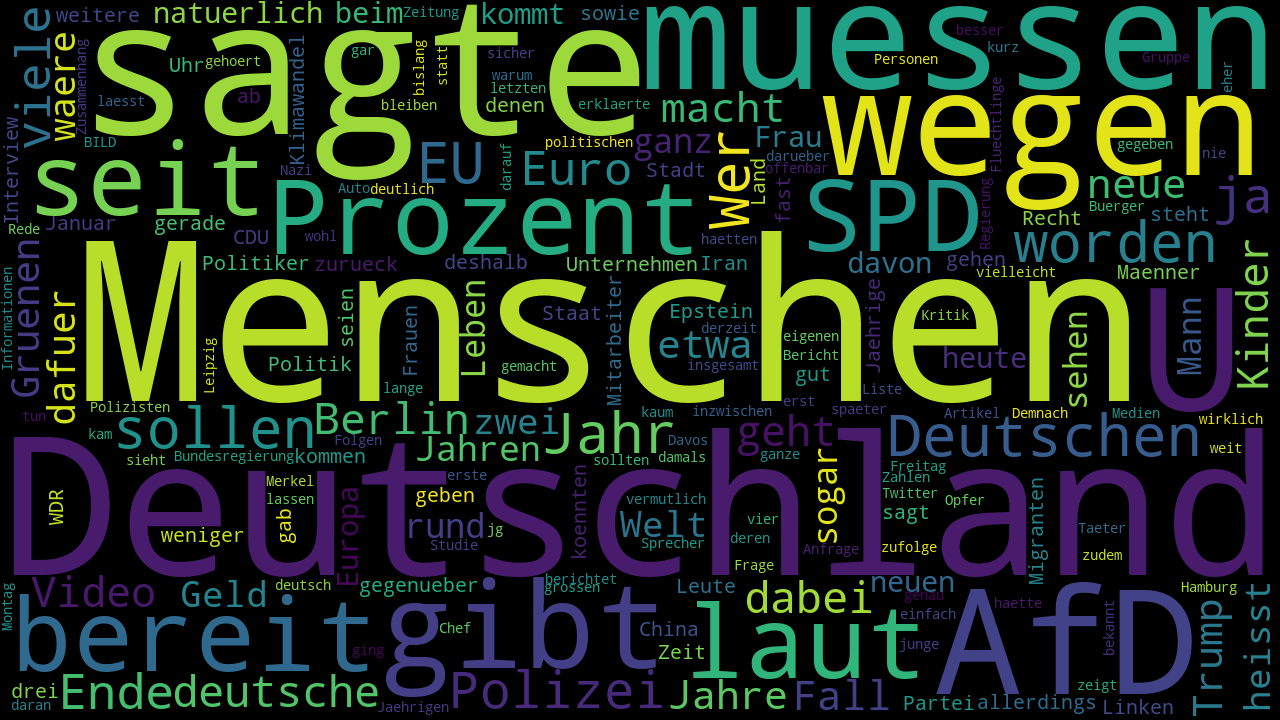 viele
weitere
natuerlich
beim
Zeitung
kommt
sowie
sagte
muessen
besser
kurz
Gruppe
waere
Zusammenhang
Uhr
gehoert
gar
bislang
statt
sicher
warum
letzten
Personen
eher
laesst
ab
Klimawandel
bleiben
denen
erklaerte
macht
wegen
Interview
BILD
seit
Nazi
EU
darauf
politischen
Euro
ganz
wer
Frau
darueber
offenbar
Stadt
Land
fast
Fluechtlinge
gegeben
nie
Auto
deutlich
Prozent
SPD
Regierung
neue
Buerger
ja
Rede
Januar
gerade
CDU
wohl
haetten
Recht
steht
worden
Gruenen
Politiker
zurueck
deshalb
Unternehmen
Iran
davon
gehen
vielleicht
Maenner
Kinder
Informationen
dafuer
Menschen
seien
Frauen
Leben
Staat
Mitarbeiter
Epstein
derzeit
eigenen
Jaehrige
Kritik
U
Mann
sehen
Leipzig
Politik
gemacht
etwa
insgesamt
Bericht
gut
heute
lange
Liste
tun
Polizisten
kam
sollen
Berlin
zwei
Jahr
kaum
inzwischen
erst
spaeter
Artikel
Demnach
Medien
wirklich
sieht
Bundesregierung
kommen
Folgen
Jahren
Davos
sollten
damals
geht
ganze
Deutschen
weit
Deutschland
WDR
Merkel
lassen
erste
geben
vermutlich
sogar
Freitag
Zahlen
Twitter
Opfer
sagt
weniger
gab
Europa
rund
jg
Studie
koennten
Welt
Sprecher
vier
deren
Frage
Anfrage
zufolge
Migranten
Taeter
zudem
Montag
Video
Geld
deutsch
gegenueber
berichtet
grossen
Leute
dabei
neuen
genau
haette
Hamburg
bereit
gibt
Chef
ging
China
Zeit
laut
einfach
junge
AfD
bekannt
Trump
heisst
drei
daran
Ende
deutsche
Jaehrigen
Polizei
Jahre
Fall
Partei
allerdings
zeigt
Linken